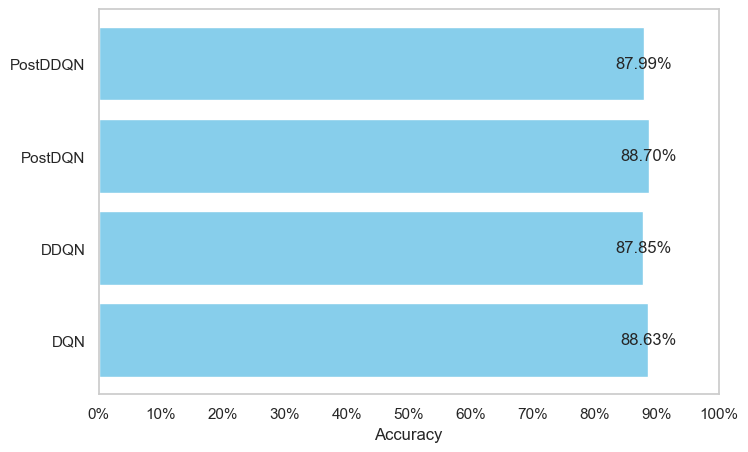 PostDDQN
87.99%
PostDQN
88.70%
DDQN
87.85%
DQN
88.63%
0% 10% 20% 30% 40% 50% 60% 70% 80% 90% 100%
Accuracy